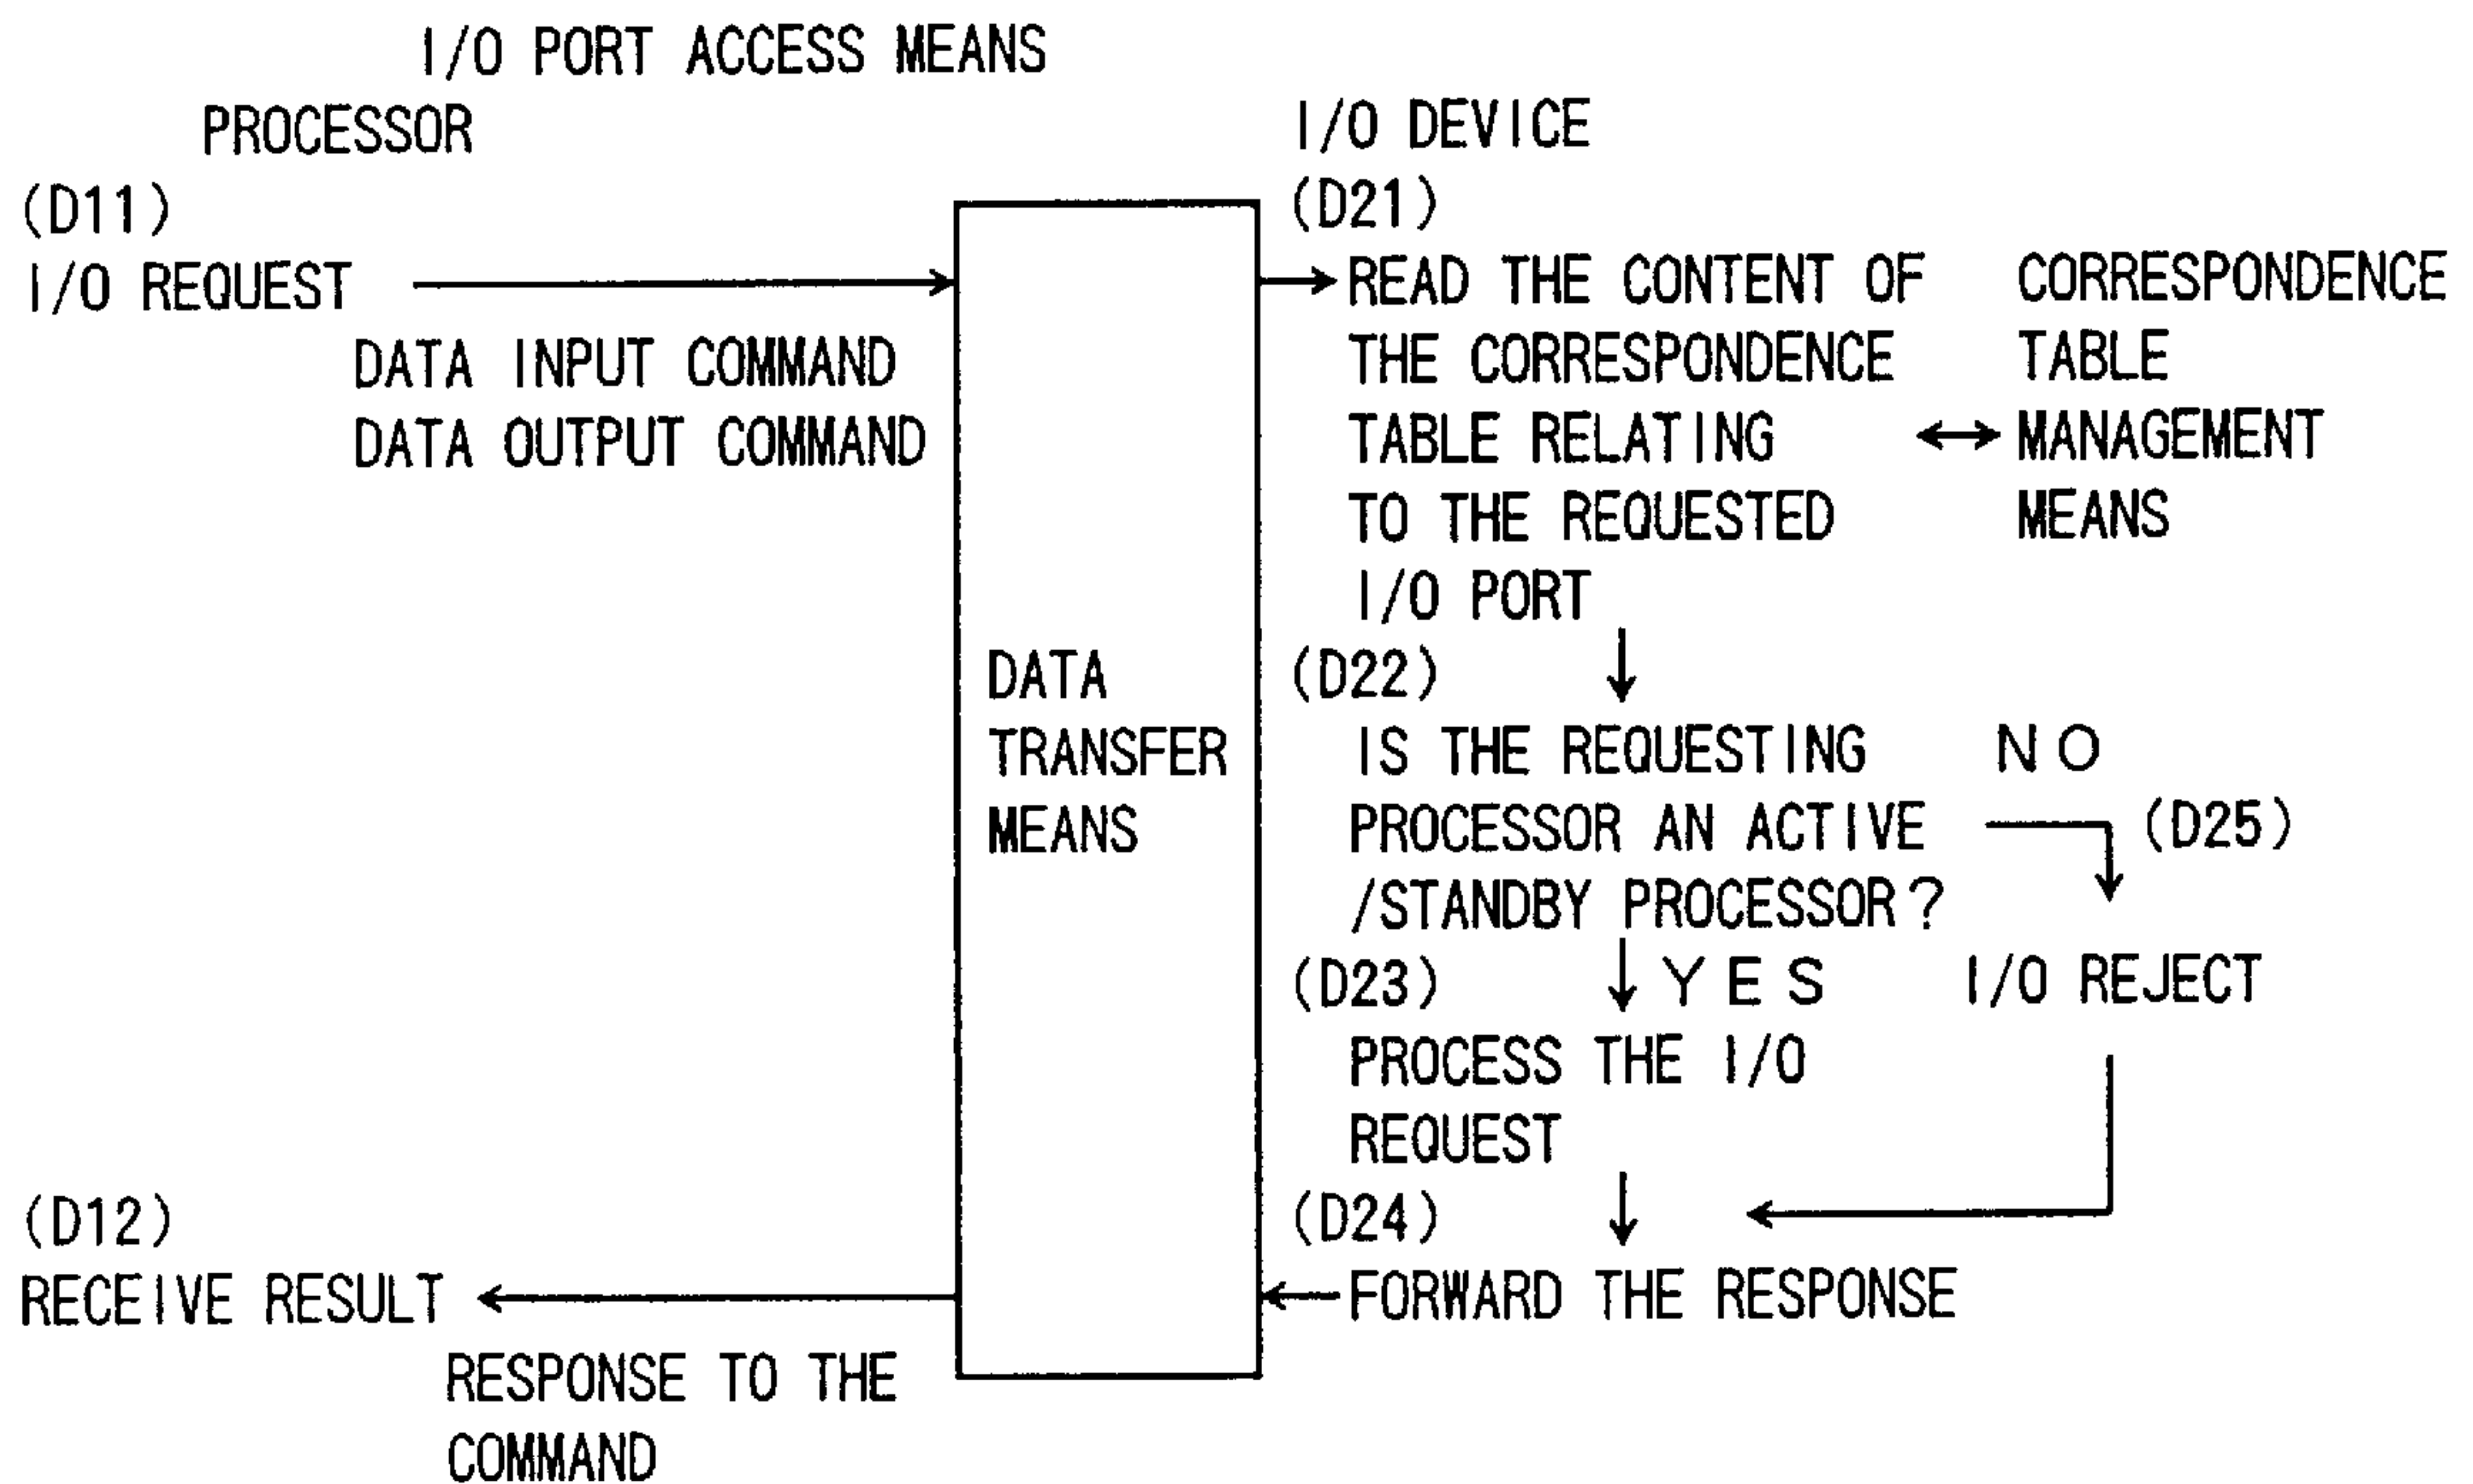 I/O PORT ACCESS MEANS
PROCESSOR
I/O DEVICE
(D11)
I/O REQUEST
DATA INPUT COMMAND
DATA OUTPUT COMMAND
DATA
TRANSFER
MEANS
(D21)
READ THE CONTENT OF
THE CORRESPONDENCE
TABLE RELATING
TO THE REQUESTED
I/O PORT
CORRESPONDENCE
TABLE
MANAGEMENT
MEANS
(D22)
IS THE REQUESTING
PROCESSOR AN ACTIVE
/STANDBY PROCESSOR?
NO
(D25)
I/O REJECT
(D23)
YES
PROCESS THE I/O
REQUEST
(D24)
FORWARD THE RESPONSE
(D12)
RECEIVE RESULT
RESPONSE TO THE
COMMAND